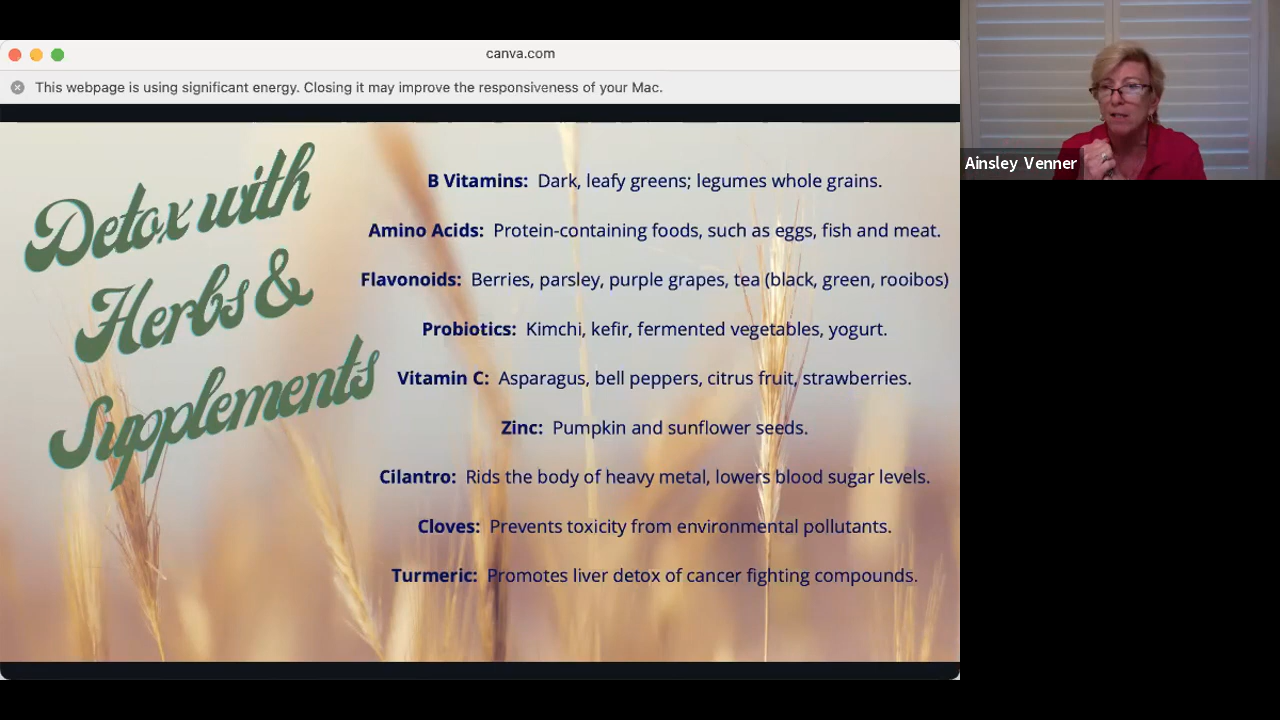 canva.com
This webpage is using significant energy. Closing it may improve the responsiveness of your Mac.
Detox with
Herbs &
Supplements
B Vitamins: Dark, leafy greens; legumes whole grains.
Amino Acids: Protein-containing foods, such as eggs, fish and meat.
Flavonoids: Berries, parsley, purple grapes, tea (black, green, rooibos)
Probiotics: Kimchi, kefir, fermented vegetables, yogurt.
Vitamin C: Asparagus, bell peppers, citrus fruit, strawberries.
Zinc: Pumpkin and sunflower seeds.
Cilantro: Rids the body of heavy metal, lowers blood sugar levels.
Cloves: Prevents toxicity from environmental pollutants.
Turmeric: Promotes liver detox of cancer fighting compounds.
Ainsley Venner